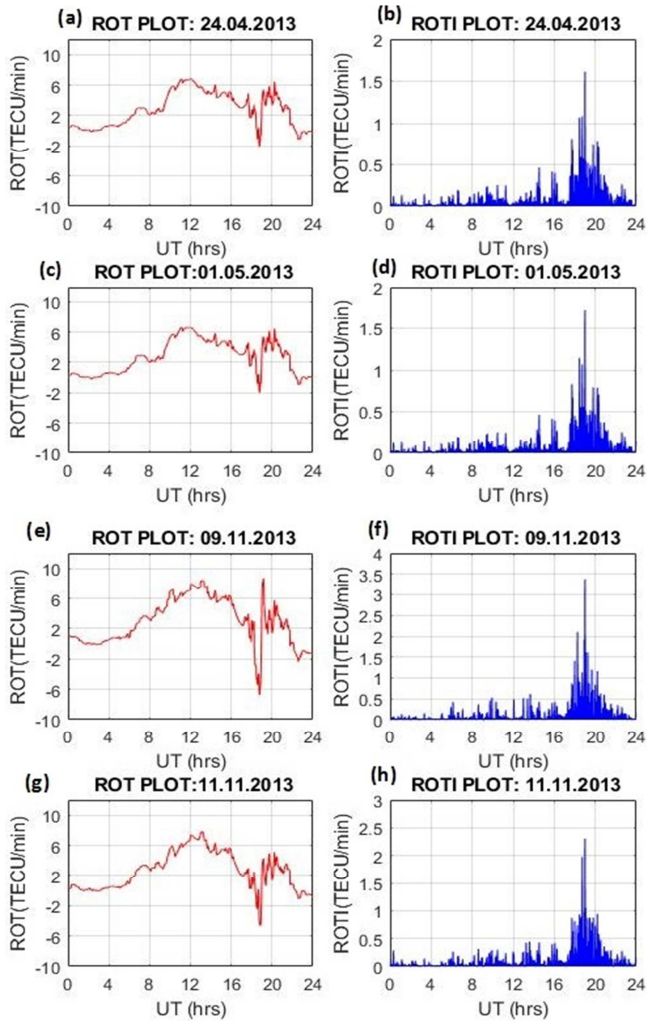 (a) (b)
ROT PLOT: 24.04.2013 ROTI PLOT: 24.04.2013
ROT(TECU/min) 10 6 2 -2 -6 -10
ROTI(TECU/min) 2 1.5 1 0.5 0
0 4 8 12 16 20 24 0 4 8 12 16 20 24
UT (hrs) UT (hrs)
(c) (d)
ROT PLOT:01.05.2013 ROTI PLOT: 01.05.2013
ROT(TECU/min) 10 6 2 -2 -6 -10
ROTI(TECU/min) 2 1.5 1 0.5 0
0 4 8 12 16 20 24 0 4 8 12 16 20 24
UT (hrs) UT (hrs)
(e) (f)
ROT PLOT: 09.11.2013 ROTI PLOT: 09.11.2013
ROT(TECU/min) 10 6 2 -2 -6 -10
ROTI(TECU/min) 4 3.5 3 2.5 2 1.5 1 0.5 0
0 4 8 12 16 20 24 0 4 8 12 16 20 24
UT (hrs) UT (hrs)
(g) (h)
ROT PLOT:11.11.2013 ROTI PLOT: 11.11.2013
ROT(TECU/min) 10 6 2 -2 -6 -10
ROTI(TECU/min) 3 2.5 2 1.5 1 0.5 0
0 4 8 12 16 20 24 0 4 8 12 16 20 24
UT (hrs) UT (hrs)